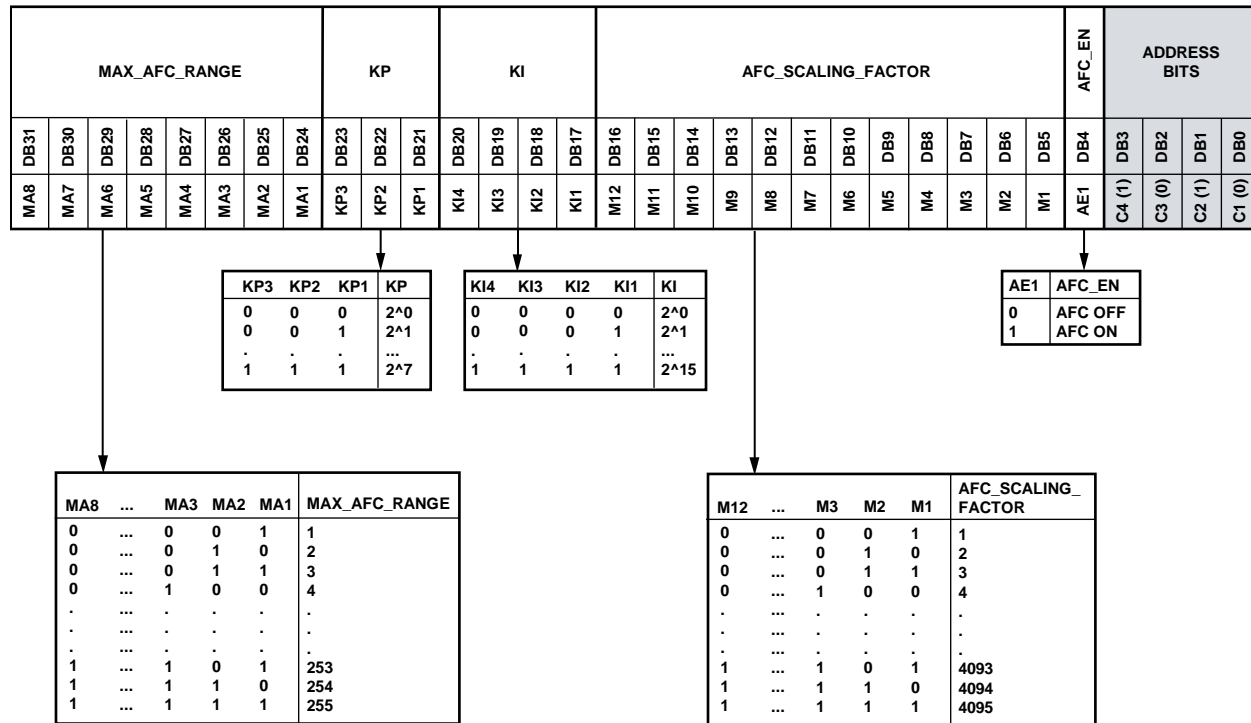 MAX_AFC_RANGE KP KI AFC_SCALING_FACTOR AFC_EN ADDRESS
BITS
DB31 DB30 DB29 DB28 DB27 DB26 DB25 DB24 DB23 DB22 DB21 DB20 DB19 DB18 DB17 DB16 DB15 DB14 DB13 DB12 DB11 DB10 DB9 DB8 DB7 DB6 DB5 DB4 DB3 DB2 DB1 DB0
MA8 MA7 MA6 MA5 MA4 MA3 MA2 MA1 KP3 KP2 KP1 KI4 KI3 KI2 KI1 M12 M11 M10 M9 M8 M7 M6 M5 M4 M3 M2 M1 AE1 C4 (1) C3 (0) C2 (1) C1 (0)
KP3 KP2 KP1 KP
0 0 0 2^0
0 0 1 2^1
. . . ...
1 1 1 2^7
KI4 KI3 KI2 KI1 KI
0 0 0 0 2^0
0 0 0 1 2^1
. . . . ...
1 1 1 1 2^15
AE1 AFC_EN
0 AFC OFF
1 AFC ON
MA8 ... MA3 MA2 MA1 MAX_AFC_RANGE
0 ... 0 0 1 1
0 ... 0 1 0 2
0 ... 0 1 1 3
0 ... 1 0 0 4
. ... . . . .
. ... . . . .
. ... . . . .
1 ... 1 0 1 253
1 ... 1 1 0 254
1 ... 1 1 1 255
M12 ... M3 M2 M1 AFC_SCALING_
FACTOR
0 ... 0 0 1 1
0 ... 0 1 0 2
0 ... 0 1 1 3
0 ... 1 0 0 4
. ... . . . .
. ... . . . .
. ... . . . .
1 ... 1 0 1 4093
1 ... 1 1 0 4094
1 ... 1 1 1 4095